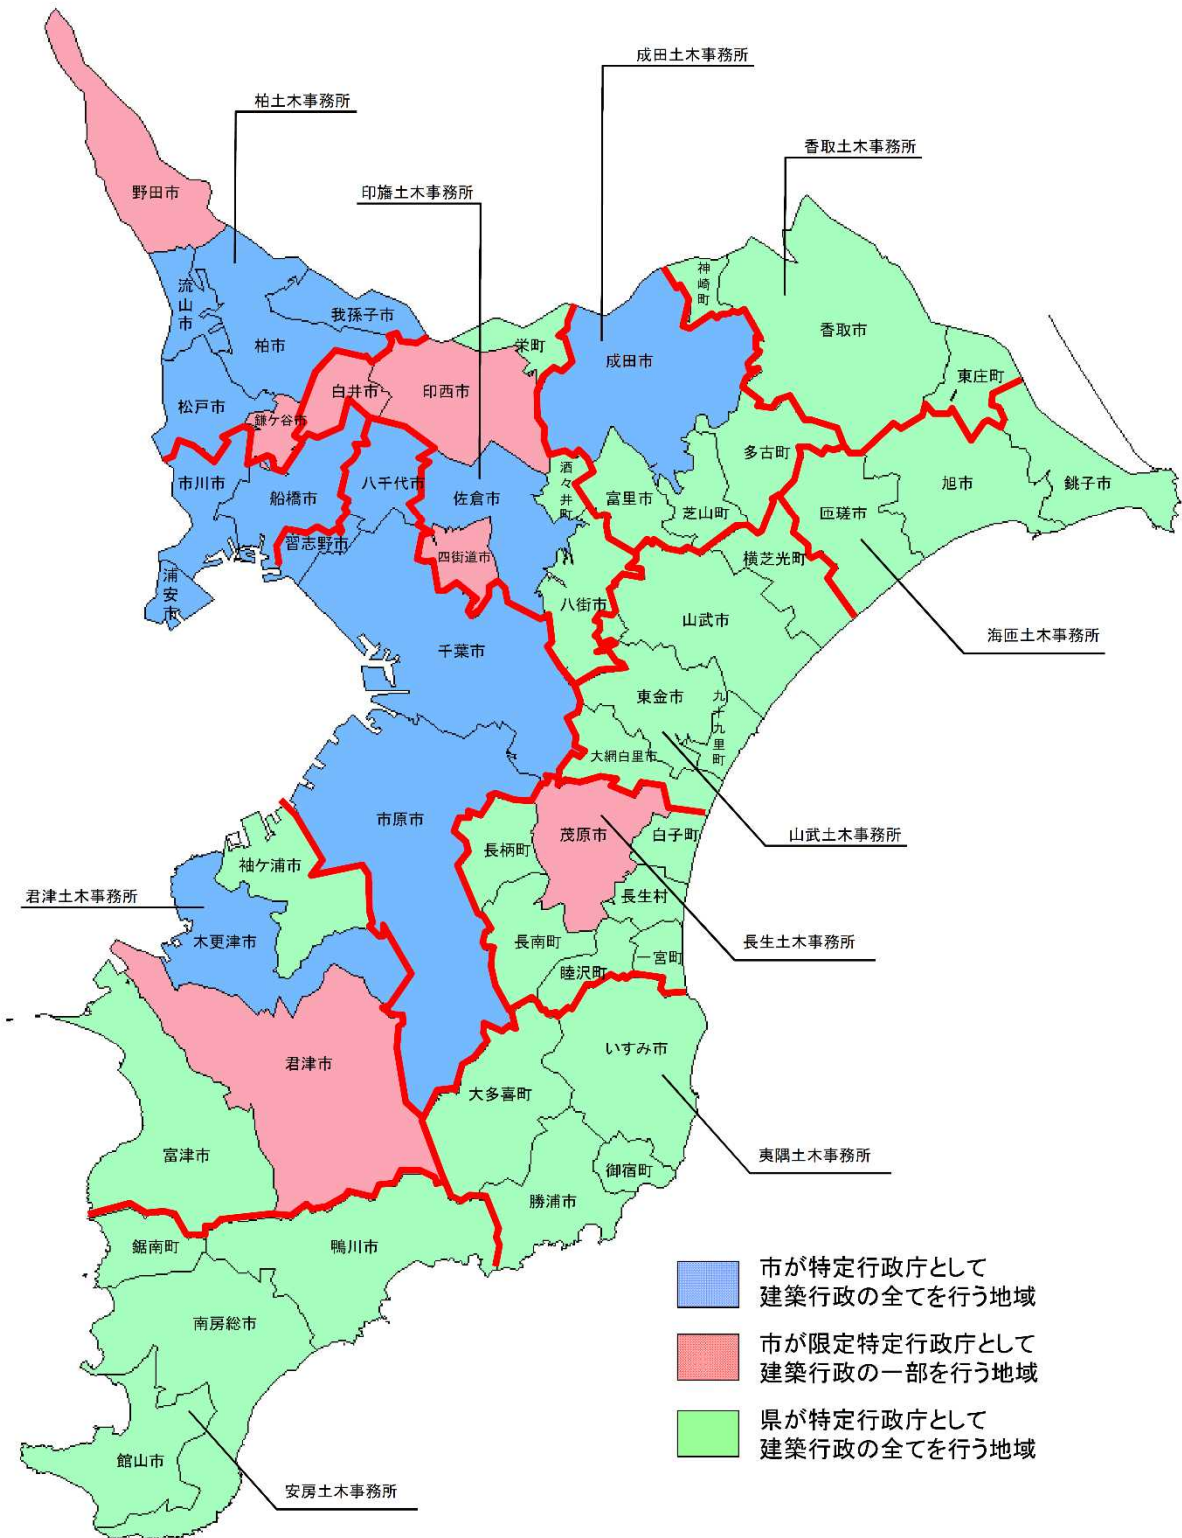 成田土木事務所
柏土木事務所
香取土木事務所
印旛土木事務所
野田市
神崎町
流山市
我孫子市
香取市
柏市
栄町
成田市
東庄町
白井市
印西市
松戸市
鎌ケ谷市
多古町
酒々井町
市川市
八千代市
旭市
銚子市
船橋市
佐倉市
富里市
芝山町
匝瑳市
習志野市
四街道市
横芝光町
浦安市
八街市
山武市
海匝土木事務所
千葉市
東金市
九十九里町
大網白里市
市原市
茂原市
白子町
山武土木事務所
長柄町
袖ケ浦市
君津土木事務所
長生村
木更津市
長南町
長生土木事務所
睦沢町
一宮町
いすみ市
君津市
大多喜町
富津市
夷隅土木事務所
御宿町
勝浦市
鋸南町
鴨川市
市が特定行政庁として
建築行政の全てを行う地域
南房総市
市が限定特定行政庁として
建築行政の一部を行う地域
県が特定行政庁として
建築行政の全てを行う地域
館山市
安房土木事務所